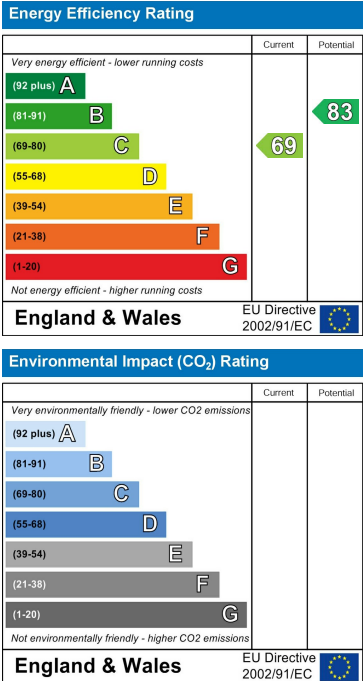 Energy Efficiency Rating
Current Potential
Very energy efficient - lower running costs
(92 plus) A
(81-91) B
83
(69-80) C
69
(55-68) D
(39-54) E
(21-38) F
(1-20) G
Not energy efficient - higher running costs
England & Wales
EU Directive
2002/91/EC
Environmental Impact (CO₂) Rating
Current Potential
Very environmentally friendly - lower CO2 emissions
(92 plus) A
(81-91) B
(69-80) C
(55-68) D
(39-54) E
(21-38) F
(1-20) G
Not environmentally friendly - higher CO2 emissions
England & Wales
EU Directive
2002/91/EC